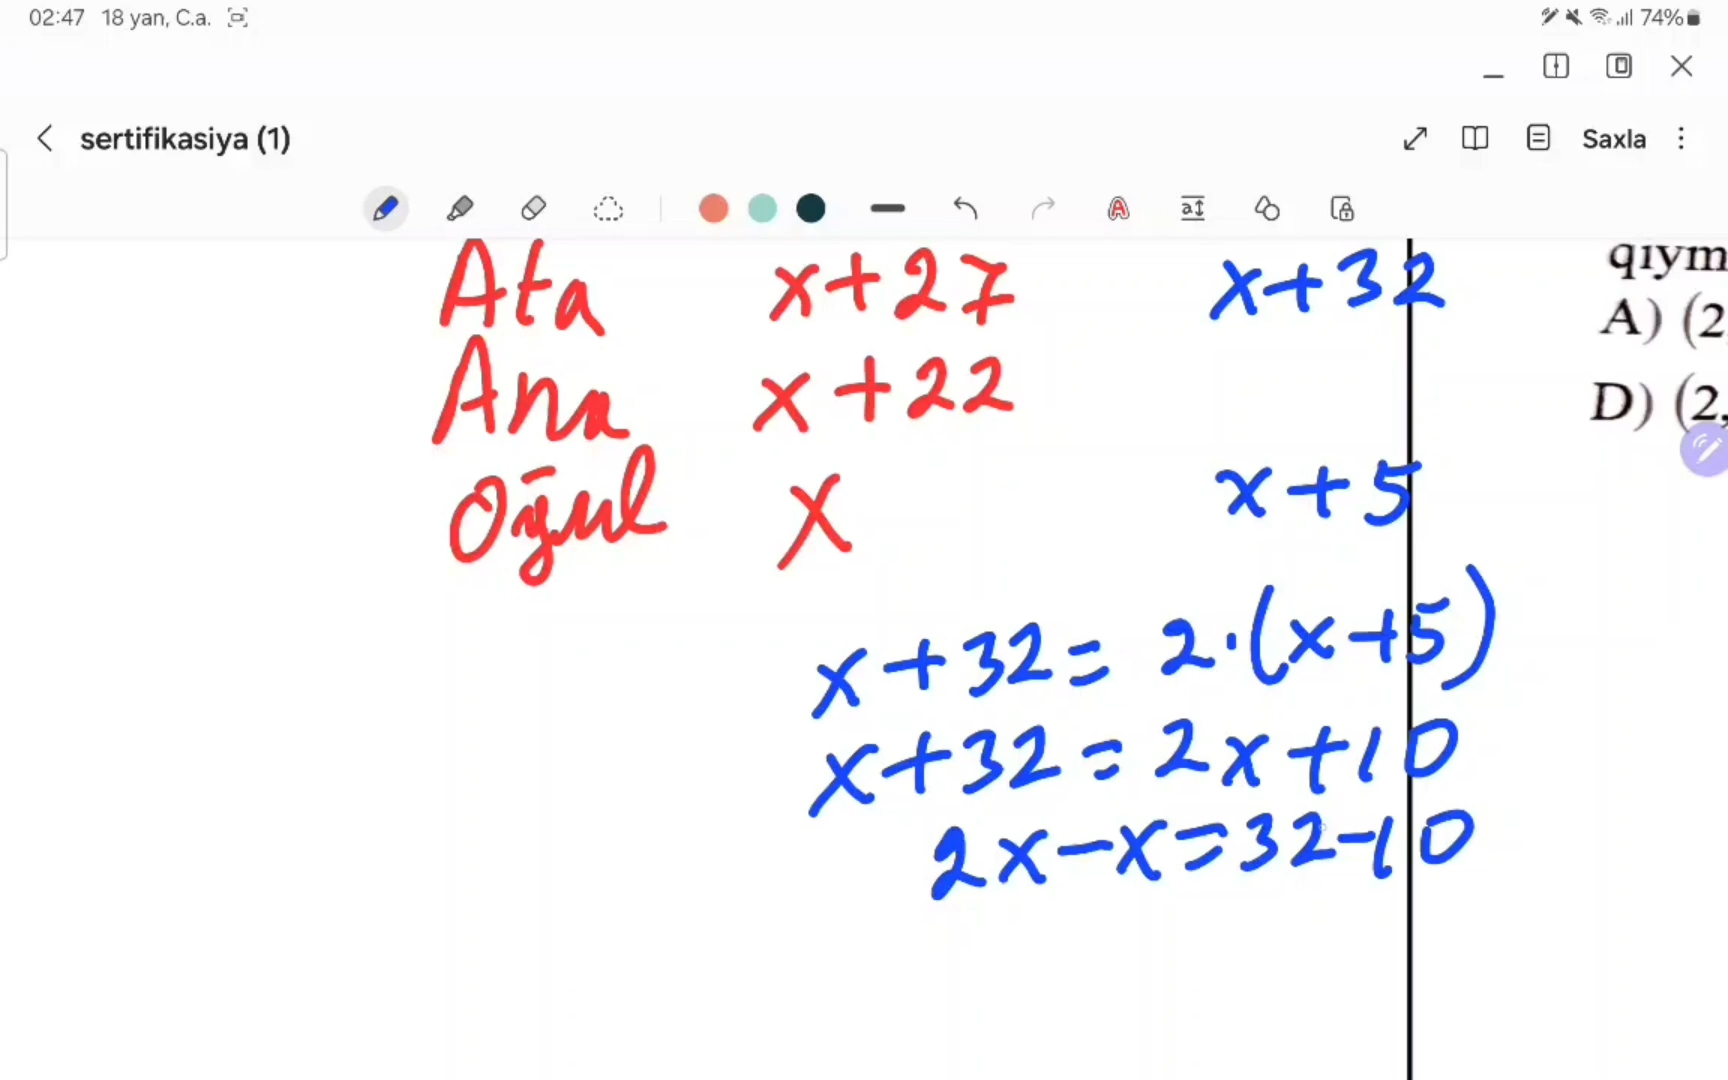 02:47 18 yan, C.a. 74%
sertifikasiya (1) Saxla
Ata x+27 x+32
Ana x+22
Oğul x x+5
x+32=2·(x+5)
x+32=2x+10
2x-x=32-10
qıym
A) (2,
D) (2,